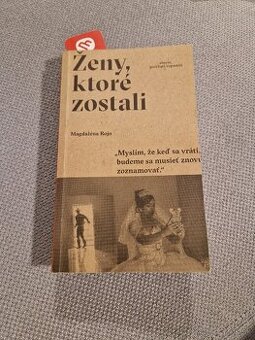 Ženy,
ktoré
zostali
Magdaléna Rojo
„Myslím, že keď sa vráti,
budeme sa musieť znovu
zoznamovať.“